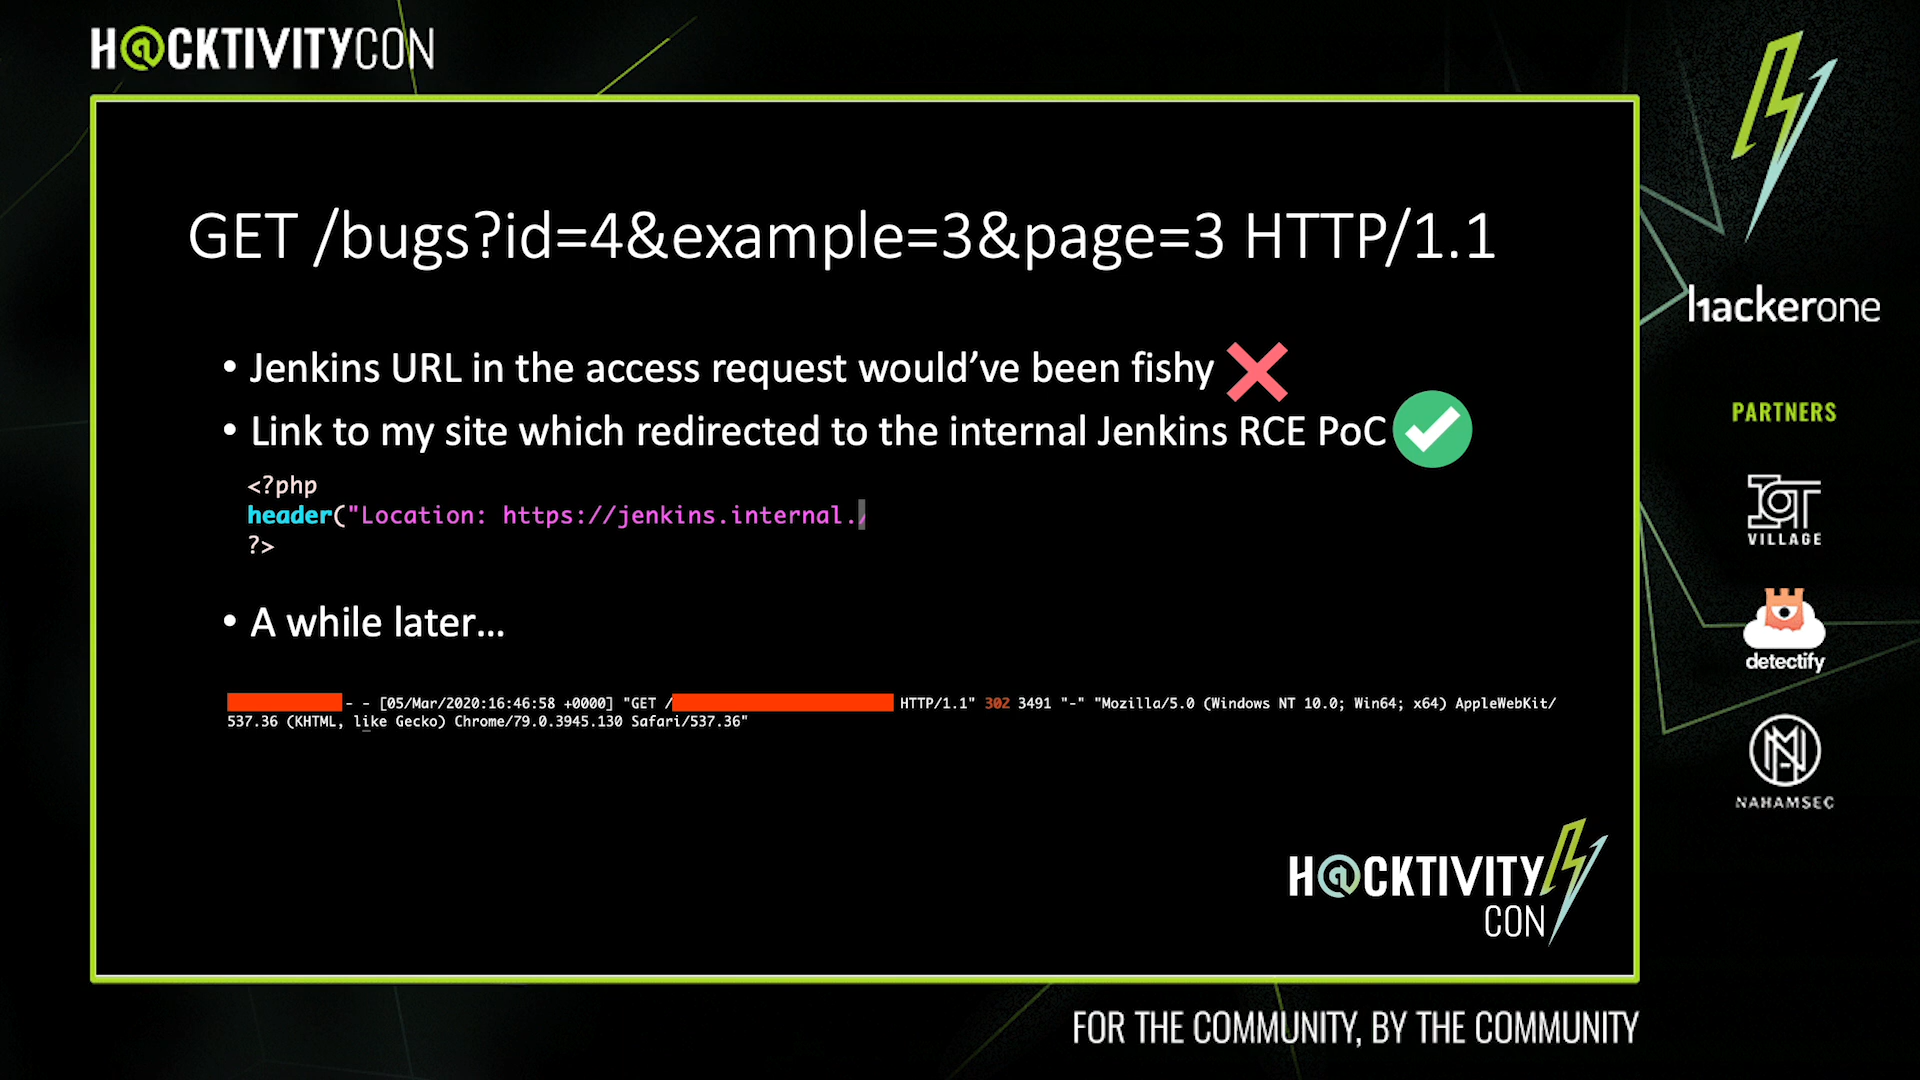 H@CKTIVITYCON
GET /bugs?id=4&example=3&page=3 HTTP/1.1
• Jenkins URL in the access request would’ve been fishy
• Link to my site which redirected to the internal Jenkins RCE PoC
<?php
header("Location: https://jenkins.internal./
?>
• A while later...
- - [05/Mar/2020:16:46:58 +0000] "GET / HTTP/1.1" 302 3491 "-" "Mozilla/5.0 (Windows NT 10.0; Win64; x64) AppleWebKit/
537.36 (KHTML, like Gecko) Chrome/79.0.3945.130 Safari/537.36"
H@CKTIVITY
CON
hackerone
PARTNERS
IOT
VILLAGE
detectify
NAHAMSEC
FOR THE COMMUNITY, BY THE COMMUNITY